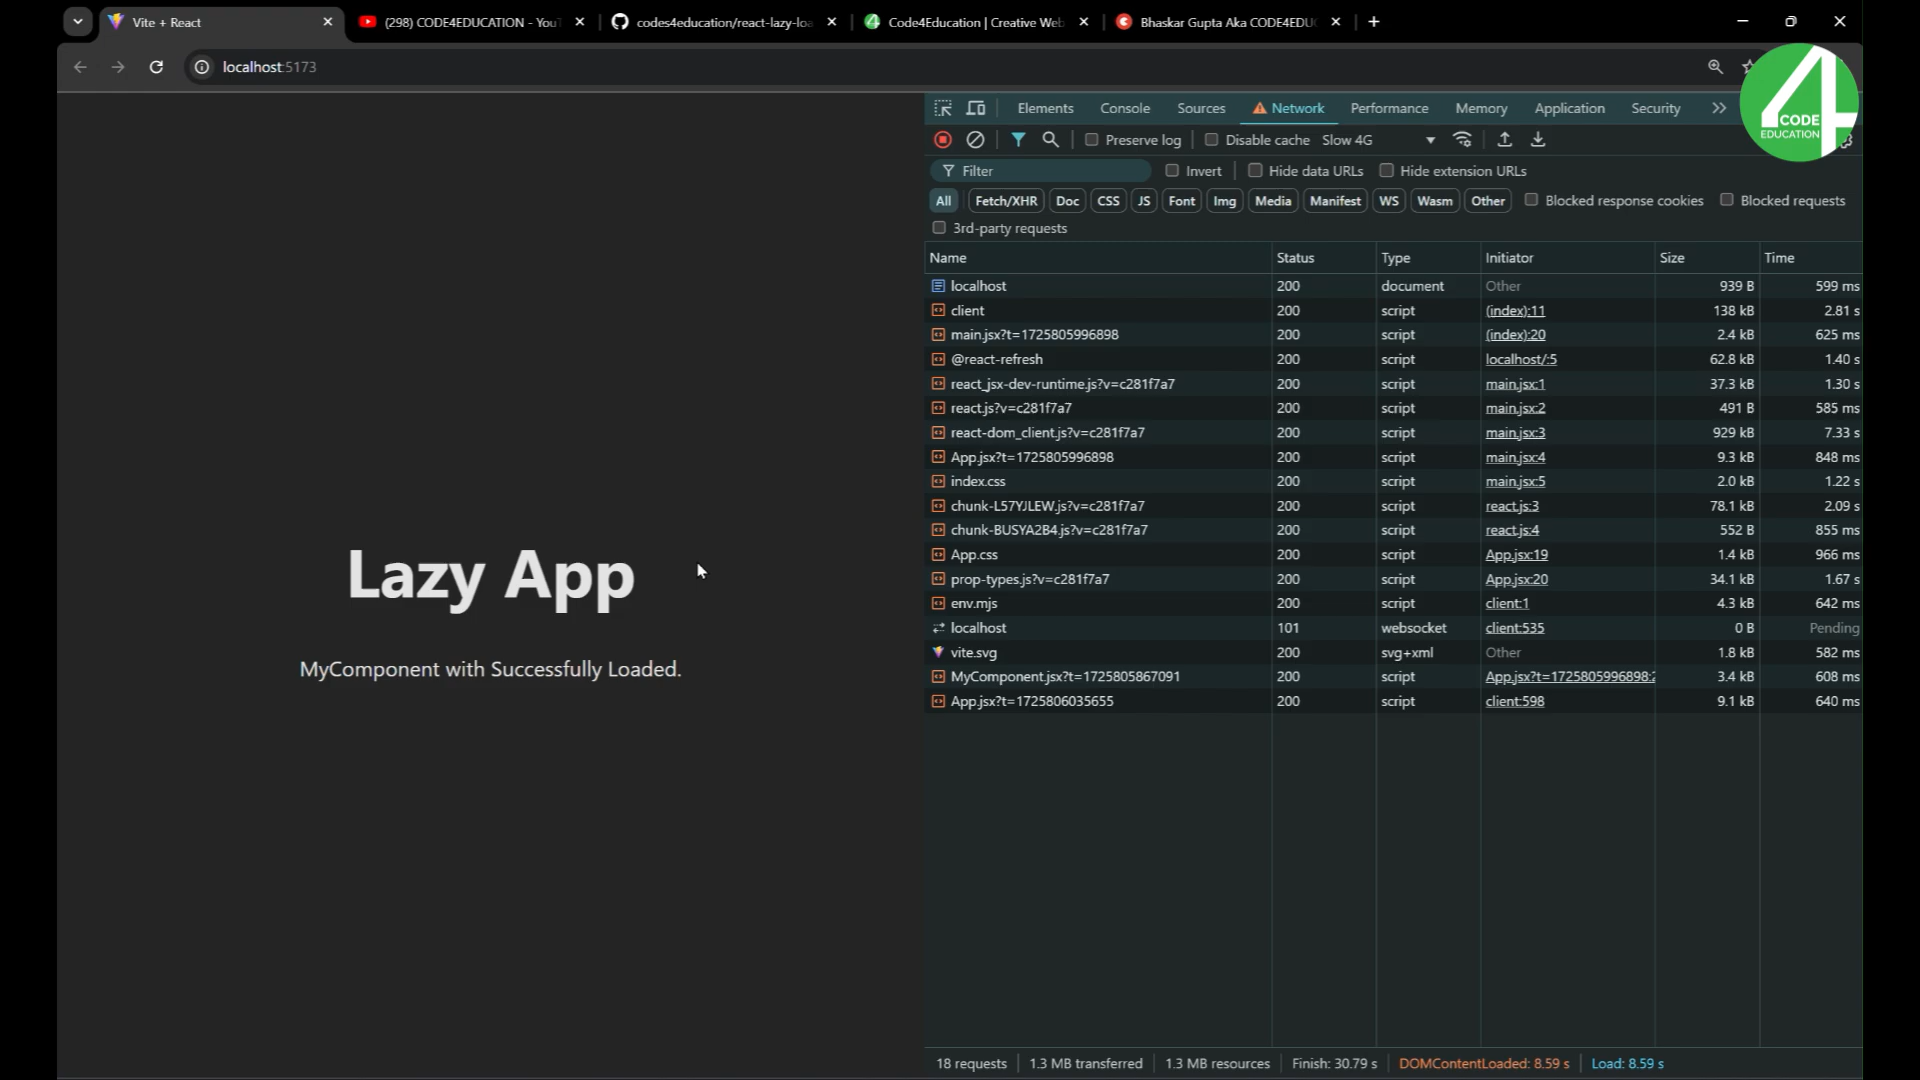 Vite + React
(298) CODE4EDUCATION - You
codes4education/react-lazy-loa
Code4Education | Creative Web
Bhaskar Gupta Aka CODE4EDU
localhost:5173
4
CODE
EDUCATION
Elements Console Sources Network Performance Memory Application Security
Preserve log Disable cache Slow 4G
Filter Invert Hide data URLs Hide extension URLs
All Fetch/XHR Doc CSS JS Font Img Media Manifest WS Wasm Other Blocked response cookies Blocked requests
3rd-party requests
Name Status Type Initiator Size Time
localhost 200 document Other 939 B 599 ms
client 200 script (index):11 138 kB 2.81 s
main.jsx?t=1725805996898 200 script (index):20 2.4 kB 625 ms
@react-refresh 200 script localhost/:5 62.8 kB 1.40 s
react_jsx-dev-runtime.js?v=c281f7a7 200 script main.jsx:1 37.3 kB 1.30 s
react.js?v=c281f7a7 200 script main.jsx:2 491 B 585 ms
react-dom_client.js?v=c281f7a7 200 script main.jsx:3 929 kB 7.33 s
App.jsx?t=1725805996898 200 script main.jsx:4 9.3 kB 848 ms
index.css 200 script main.jsx:5 2.0 kB 1.22 s
chunk-L57YJLEW.js?v=c281f7a7 200 script react.js:3 78.1 kB 2.09 s
chunk-BUSYA2B4.js?v=c281f7a7 200 script react.js:4 552 B 855 ms
App.css 200 script App.jsx:19 1.4 kB 966 ms
prop-types.js?v=c281f7a7 200 script App.jsx:20 34.1 kB 1.67 s
env.mjs 200 script client:1 4.3 kB 642 ms
localhost 101 websocket client:535 0 B Pending
vite.svg 200 svg+xml Other 1.8 kB 582 ms
MyComponent.jsx?t=1725805867091 200 script App.jsx?t=1725805996898:2 3.4 kB 608 ms
App.jsx?t=1725806035655 200 script client:598 9.1 kB 640 ms
Lazy App
MyComponent with Successfully Loaded.
18 requests 1.3 MB transferred 1.3 MB resources Finish: 30.79 s DOMContentLoaded: 8.59 s Load: 8.59 s